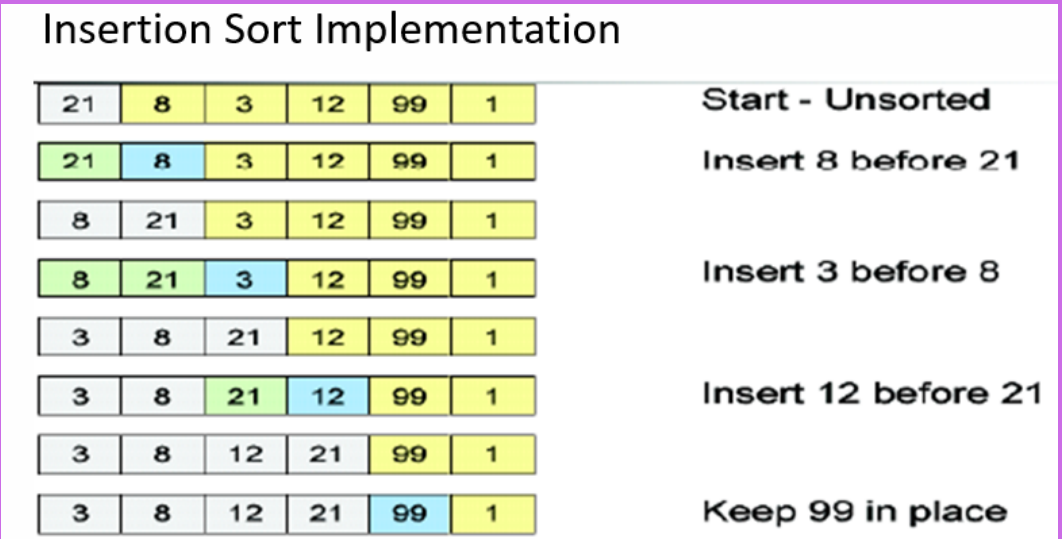 Insertion Sort Implementation
21 8 3 12 99 1 Start - Unsorted
21 8 3 12 99 1 Insert 8 before 21
8 21 3 12 99 1
8 21 3 12 99 1 Insert 3 before 8
3 8 21 12 99 1
3 8 21 12 99 1 Insert 12 before 21
3 8 12 21 99 1
3 8 12 21 99 1 Keep 99 in place